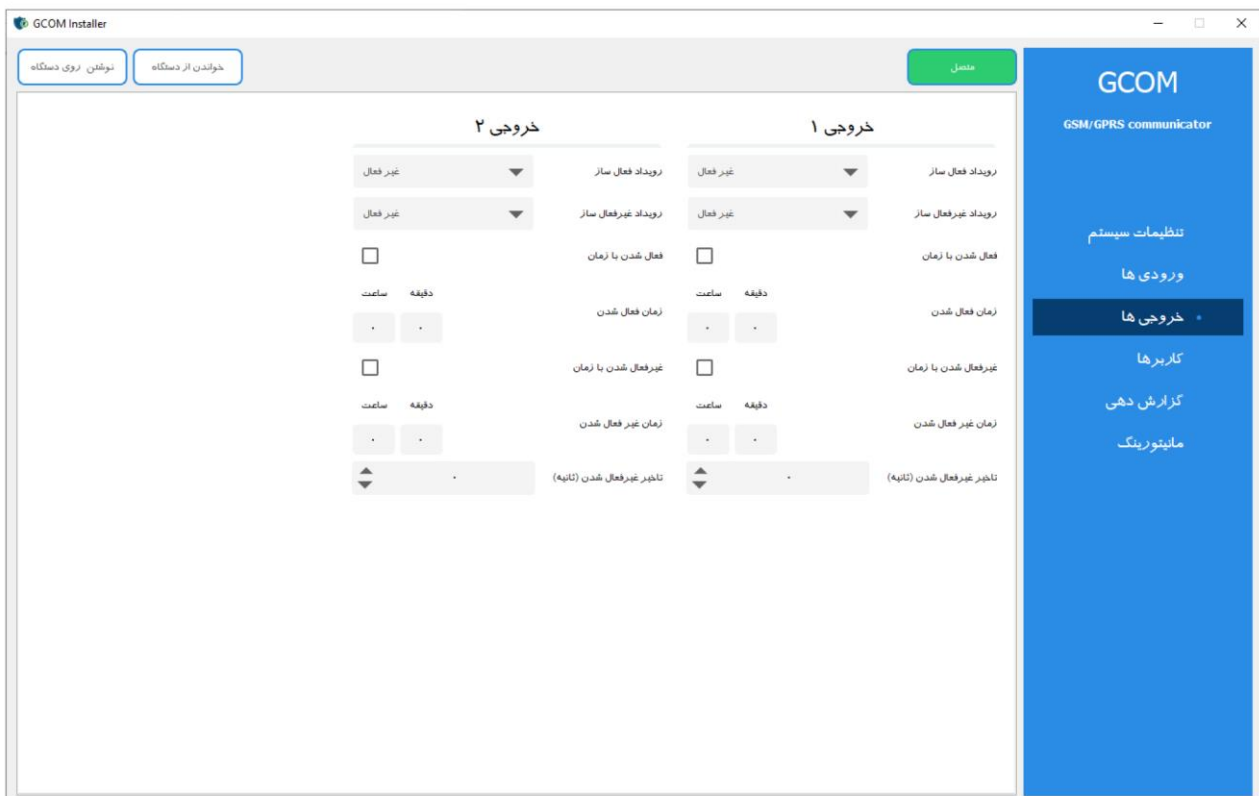 GCOM Installer
متصل
خواندن از دستگاه
نوشتن روی دستگاه
GCOM
GSM/GPRS communicator
تنظیمات سیستم
ورودی ها
خروجی ها
کاربرها
گزارش دهی
مانیتورینگ
خروجی ۱
رویداد فعال ساز
غیر فعال
رویداد غیرفعال ساز
غیر فعال
فعال شدن با زمان
دقیقه ساعت
زمان فعال شدن
۰ ۰
غیرفعال شدن با زمان
دقیقه ساعت
زمان غیر فعال شدن
۰ ۰
تاخیر غیرفعال شدن (ثانیه)
۰
خروجی ۲
رویداد فعال ساز
غیر فعال
رویداد غیرفعال ساز
غیر فعال
فعال شدن با زمان
دقیقه ساعت
زمان فعال شدن
۰ ۰
غیرفعال شدن با زمان
دقیقه ساعت
زمان غیر فعال شدن
۰ ۰
تاخیر غیرفعال شدن (ثانیه)
۰